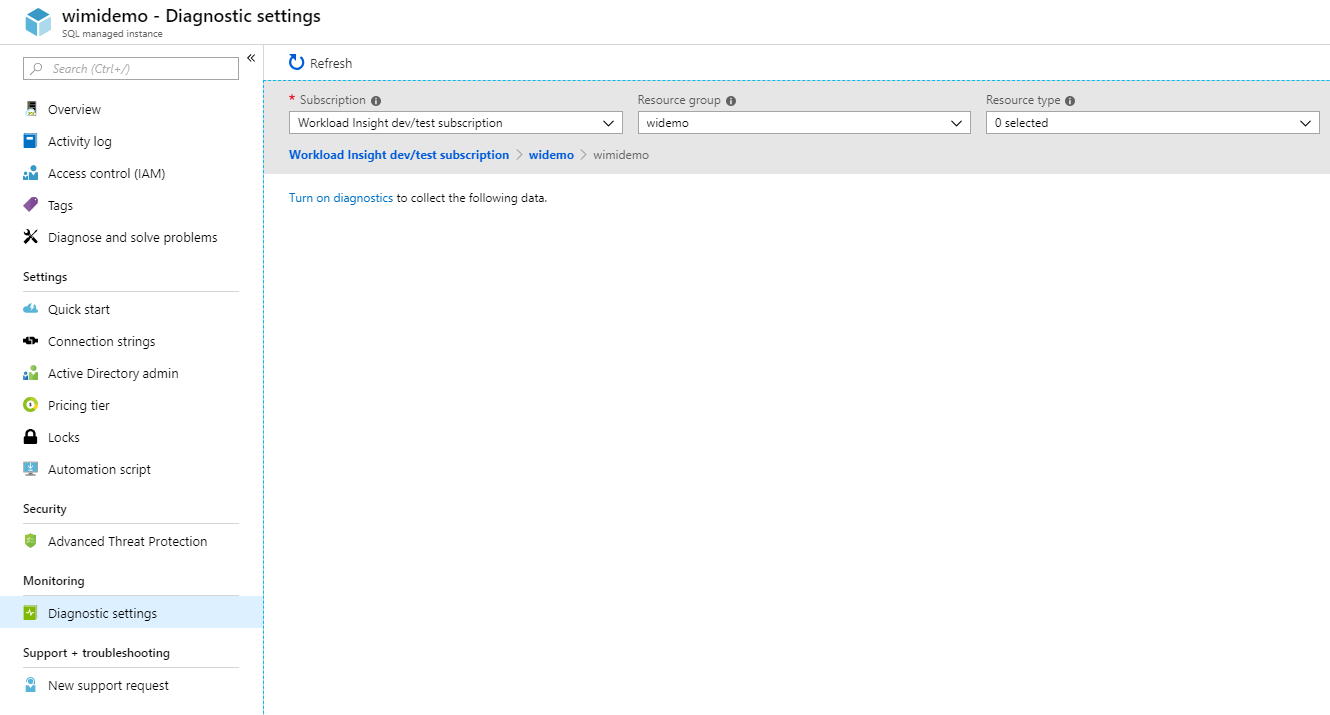 wimidemo - Diagnostic settings
SQL managed instance
Search (Ctrl+/)
«
Overview
Activity log
Access control (IAM)
Tags
Diagnose and solve problems
Settings
Quick start
Connection strings
Active Directory admin
Pricing tier
Locks
Automation script
Security
Advanced Threat Protection
Monitoring
Diagnostic settings
Support + troubleshooting
New support request
Refresh
* Subscription
Resource group
Resource type
Workload Insight dev/test subscription
widemo
0 selected
Workload Insight dev/test subscription > widemo > wimidemo
Turn on diagnostics to collect the following data.